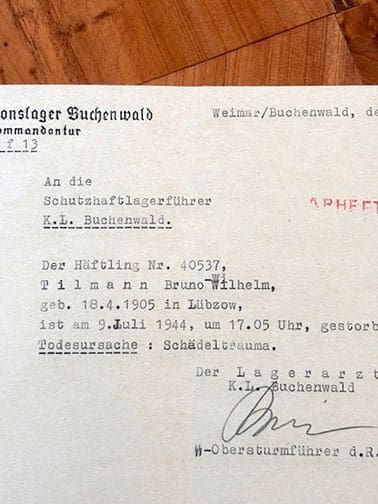 onslager Buchenwald
ommandantur
f 13
Weimar/Buchenwald, de
An die
Schutzhaftlagerführer
K.L. Buchenwald.
Der Häftling Nr. 40537,
Tilmann Bruno-Wilhelm,
geb. 18.4.1905 in Lübzow,
ist am 9.Juli 1944, um 17.05 Uhr, gestorb
Todesursache : Schädeltrauma.
Der Lagerarzt
K.L. Buchenwald
-Obersturmführer d.R.